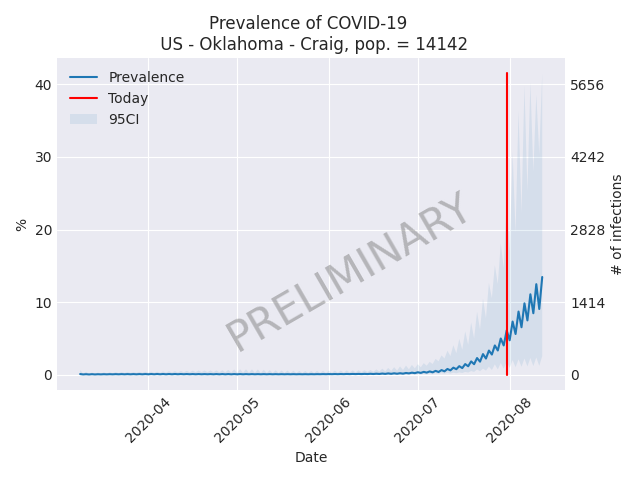 Prevalence of COVID-19
US - Oklahoma - Craig, pop. = 14142
Prevalence
Today
95CI
40
30
20
10
0
%
5656
4242
2828
1414
0
# of infections
PRELIMINARY
2020-04
2020-05
2020-06
2020-07
2020-08
Date